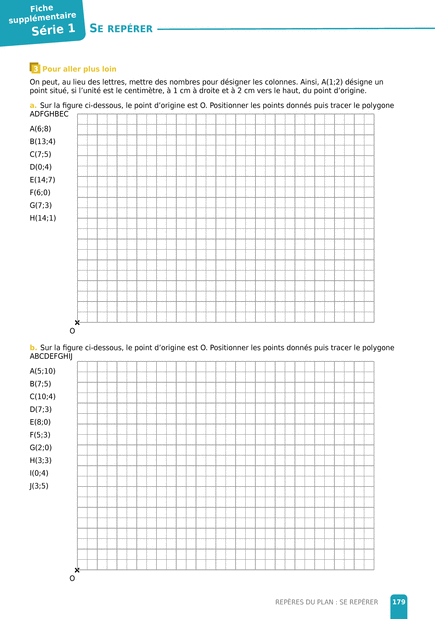 Fiche
supplémentaire
Série 1
SE REPÉRER
3 Pour aller plus loin
On peut, au lieu des lettres, mettre des nombres pour désigner les colonnes. Ainsi, A(1;2) désigne un
point situé, si l'unité est le centimètre, à 1 cm à droite et à 2 cm vers le haut, du point d'origine.
a. Sur la figure ci-dessous, le point d'origine est O. Positionner les points donnés puis tracer le polygone
ADFGHBEC
A(6;8)
B(13;4)
C(7;5)
D(0;4)
E(14;7)
F(6;0)
G(7;3)
H(14;1)
O
b. Sur la figure ci-dessous, le point d'origine est O. Positionner les points donnés puis tracer le polygone
ABCDEFGHIJ
A(5;10)
B(7;5)
C(10;4)
D(7;3)
E(8;0)
F(5;3)
G(2;0)
H(3;3)
I(0;4)
J(3;5)
O
REPÉRES DU PLAN : SE REPÉRER 179